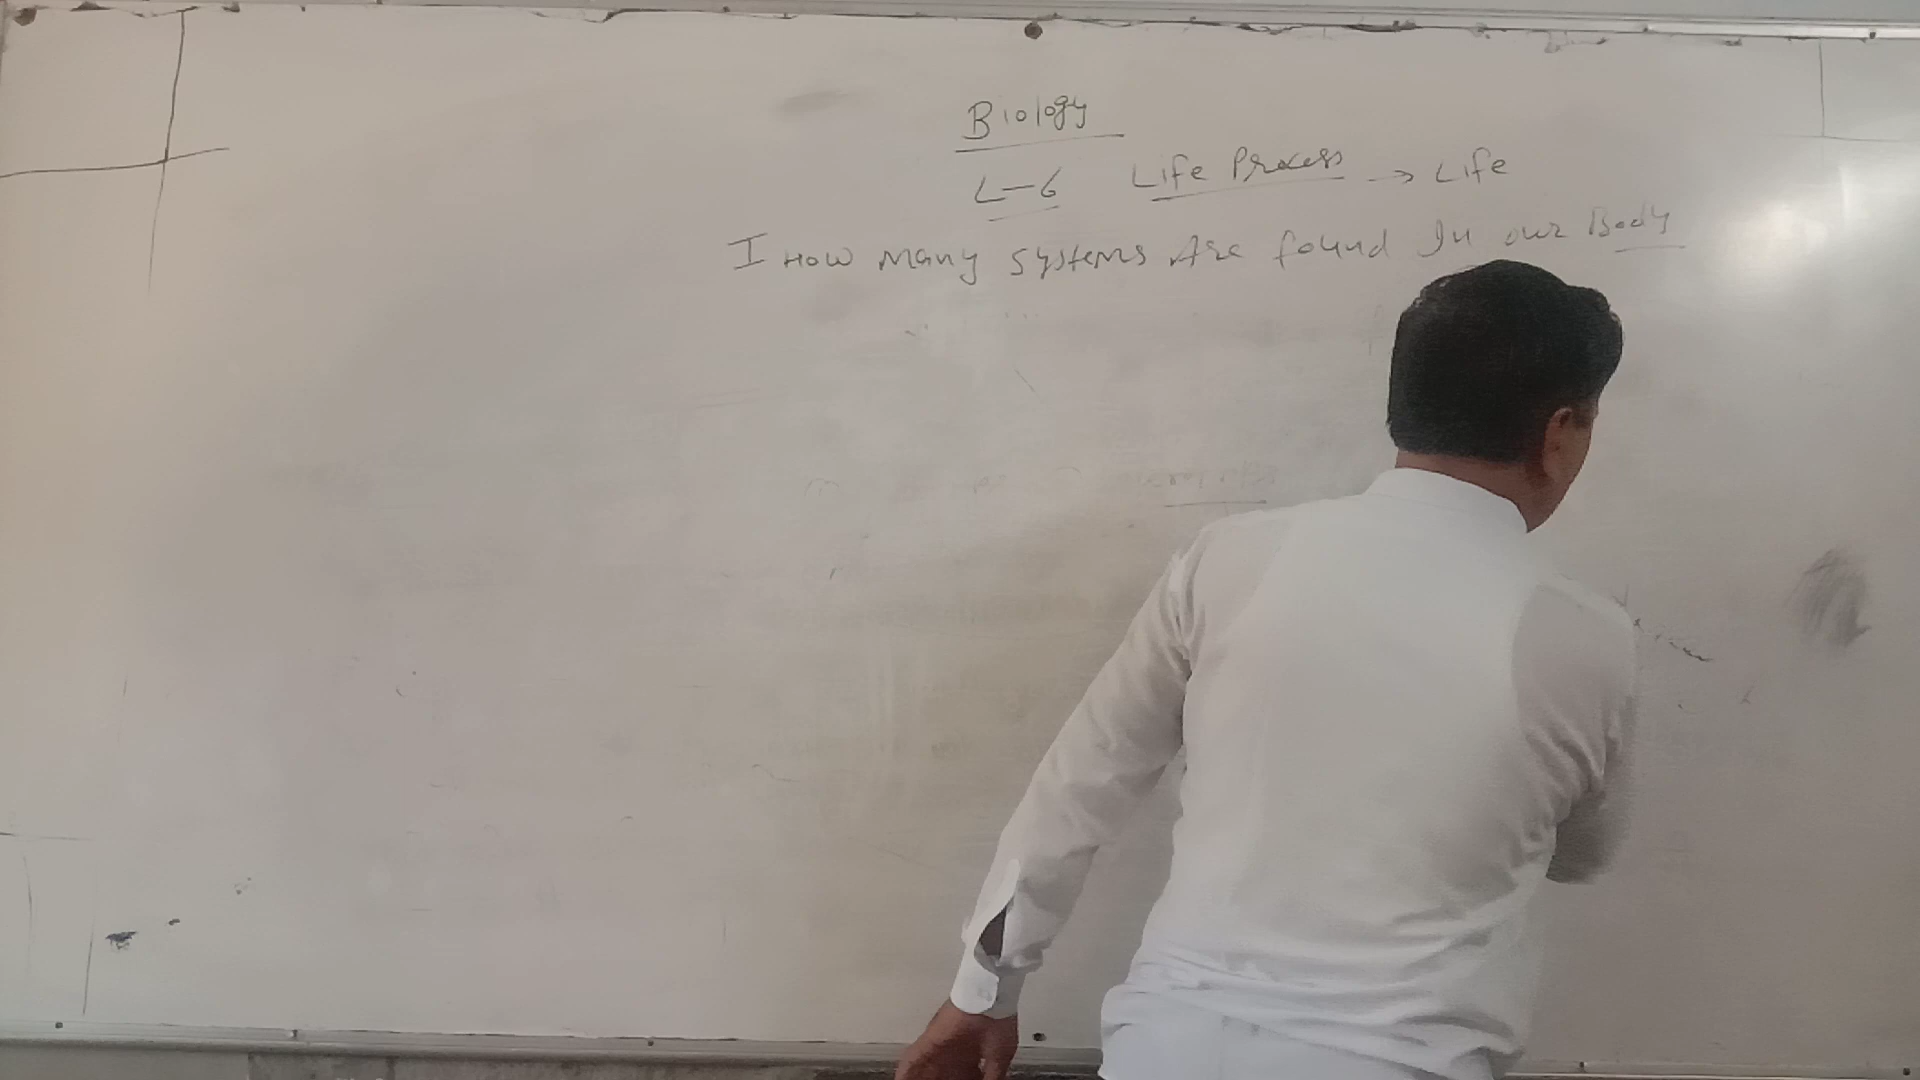 Biology
L-6 Life Process → Life
I How many systems Are found In our Body